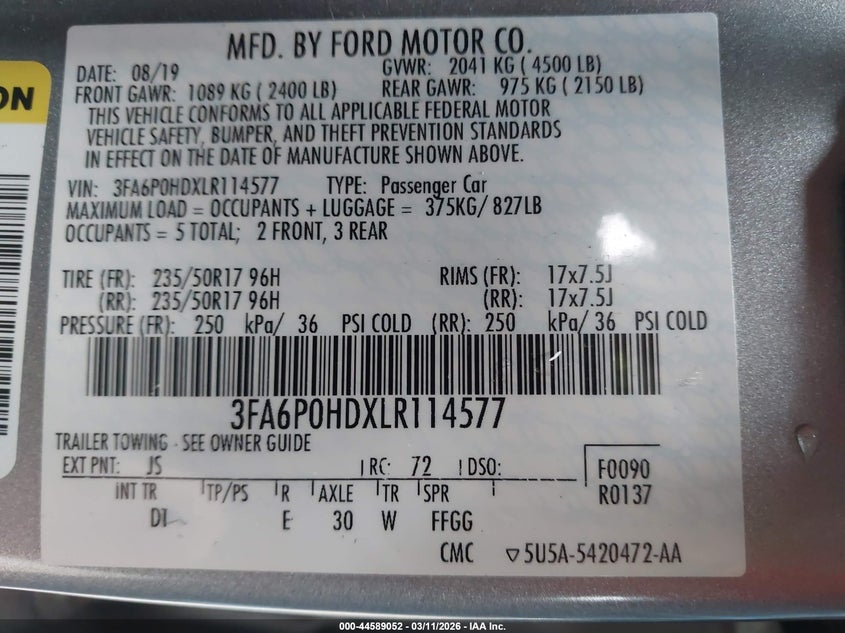 ON
MFD. BY FORD MOTOR CO.
DATE: 08/19 GVWR: 2041 KG ( 4500 LB)
FRONT GAWR: 1089 KG ( 2400 LB) REAR GAWR: 975 KG ( 2150 LB)
THIS VEHICLE CONFORMS TO ALL APPLICABLE FEDERAL MOTOR
VEHICLE SAFETY, BUMPER, AND THEFT PREVENTION STANDARDS
IN EFFECT ON THE DATE OF MANUFACTURE SHOWN ABOVE.
VIN: 3FA6P0HDXLR114577 TYPE: Passenger Car
MAXIMUM LOAD = OCCUPANTS + LUGGAGE = 375KG/ 827LB
OCCUPANTS = 5 TOTAL; 2 FRONT, 3 REAR
TIRE (FR): 235/50R17 96H RIMS (FR): 17x7.5J
(RR): 235/50R17 96H (RR): 17x7.5J
PRESSURE (FR): 250 kPa/ 36 PSI COLD (RR): 250 kPa/ 36 PSI COLD
3FA6P0HDXLR114577
TRAILER TOWING - SEE OWNER GUIDE
EXT PNT: JS RC: 72 DSO: F0090
INT TR TP/PS R AXLE TR SPR R0137
DI E 30 W FFGG
CMC ▽5U5A-5420472-AA
000-44589052 - 03/11/2026 - IAA Inc.